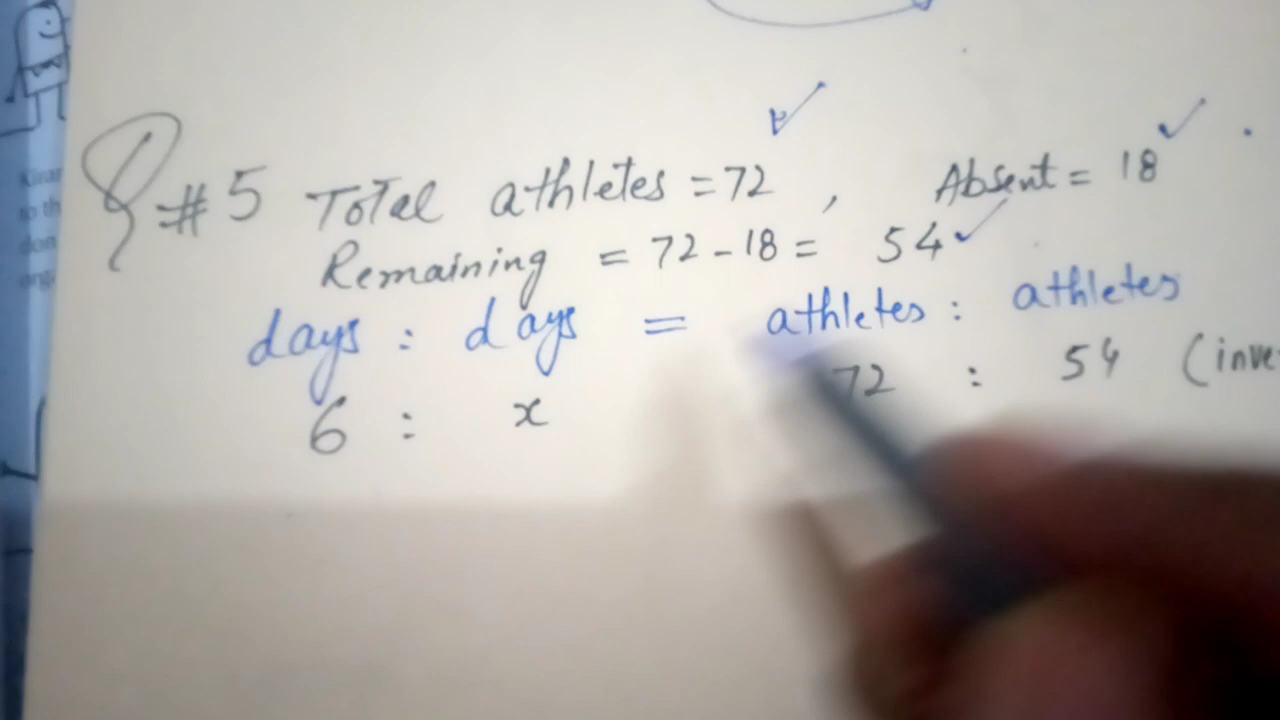 #5 Total athletes = 72 , Absent = 18
Remaining = 72 - 18 = 54
days : days = athletes : athletes
6 : x 72 : 54 (inve